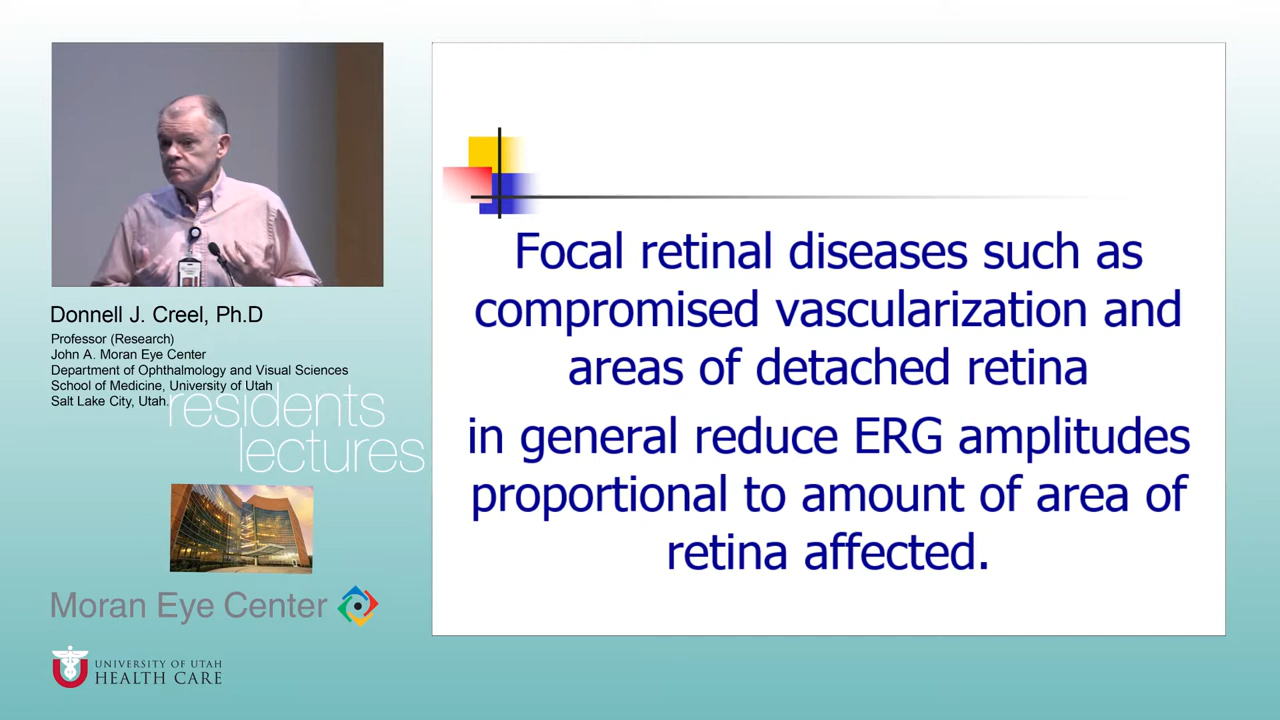 Donnell J. Creel, Ph.D
Professor (Research)
John A. Moran Eye Center
Department of Ophthalmology and Visual Sciences
School of Medicine, University of Utah
Salt Lake City, Utah.
residents
lectures
Moran Eye Center
UNIVERSITY OF UTAH
HEALTH CARE
Focal retinal diseases such as
compromised vascularization and
areas of detached retina
in general reduce ERG amplitudes
proportional to amount of area of
retina affected.